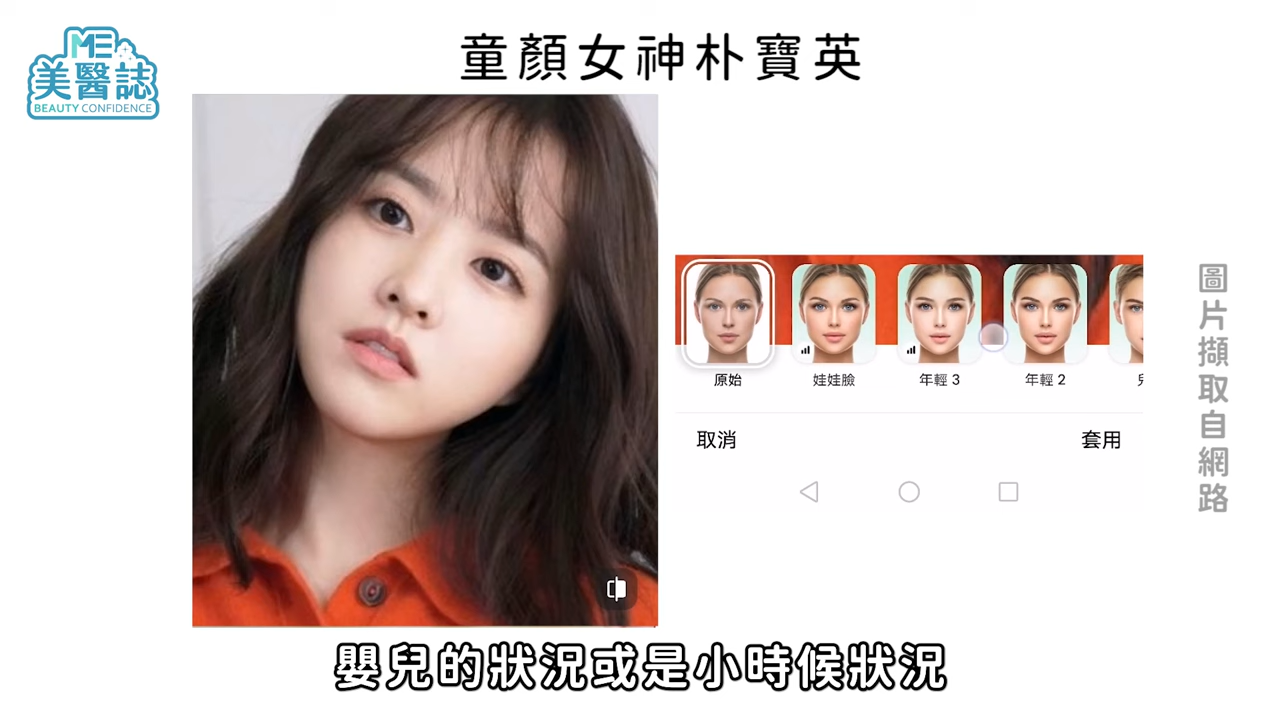 ME
美醫誌
BEAUTY CONFIDENCE
童顏女神朴寶英
原始
娃娃臉
年輕 3
年輕 2
取消
套用
圖片擷取自網路
嬰兒的狀況或是小時候狀況